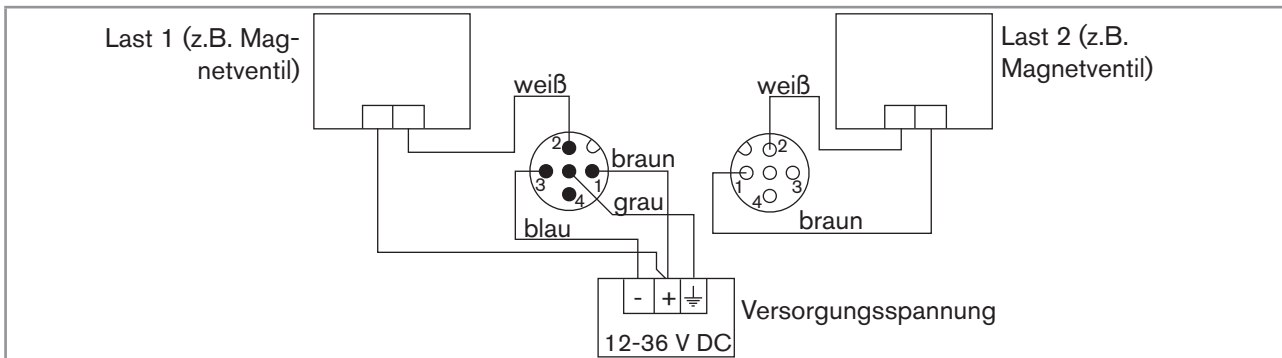 Last 1 (z.B. Mag-
netventil)
Last 2 (z.B.
Magnetventil)
weiß
weiß
2
braun
3
1
4
grau
blau
2
1
3
4
braun
- +
Versorgungsspannung
12-36 V DC